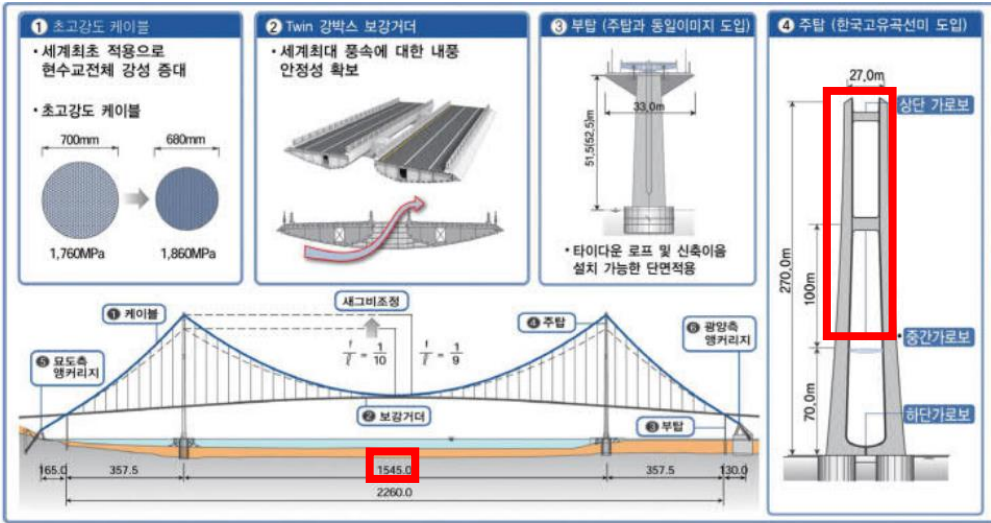 1 초고강도 케이블
• 세계최초 적용으로
현수교전체 강성 증대
• 초고강도 케이블
700mm
680mm
1,760MPa
1,860MPa
2 Twin 강박스 보강거더
• 세계최대 풍속에 대한 내풍
안정성 확보
3 부탑 (주탑과 동일이미지 도입)
33.0m
51.5(52.5)m
• 타이다운 로프 및 신축이음
설치 가능한 단면적용
4 주탑 (한국고유곡선미 도입)
27.0m
상단 가로보
270.0m
100m
중간가로보
70.0m
하단가로보
새그비조정
1 케이블
4 주탑
6 광양측
앵커리지
5 묘도측
앵커리지
f/l = 1/10
f/l = 1/9
2 보강거더
3 부탑
165.0
357.5
1545.0
357.5
130.0
2260.0